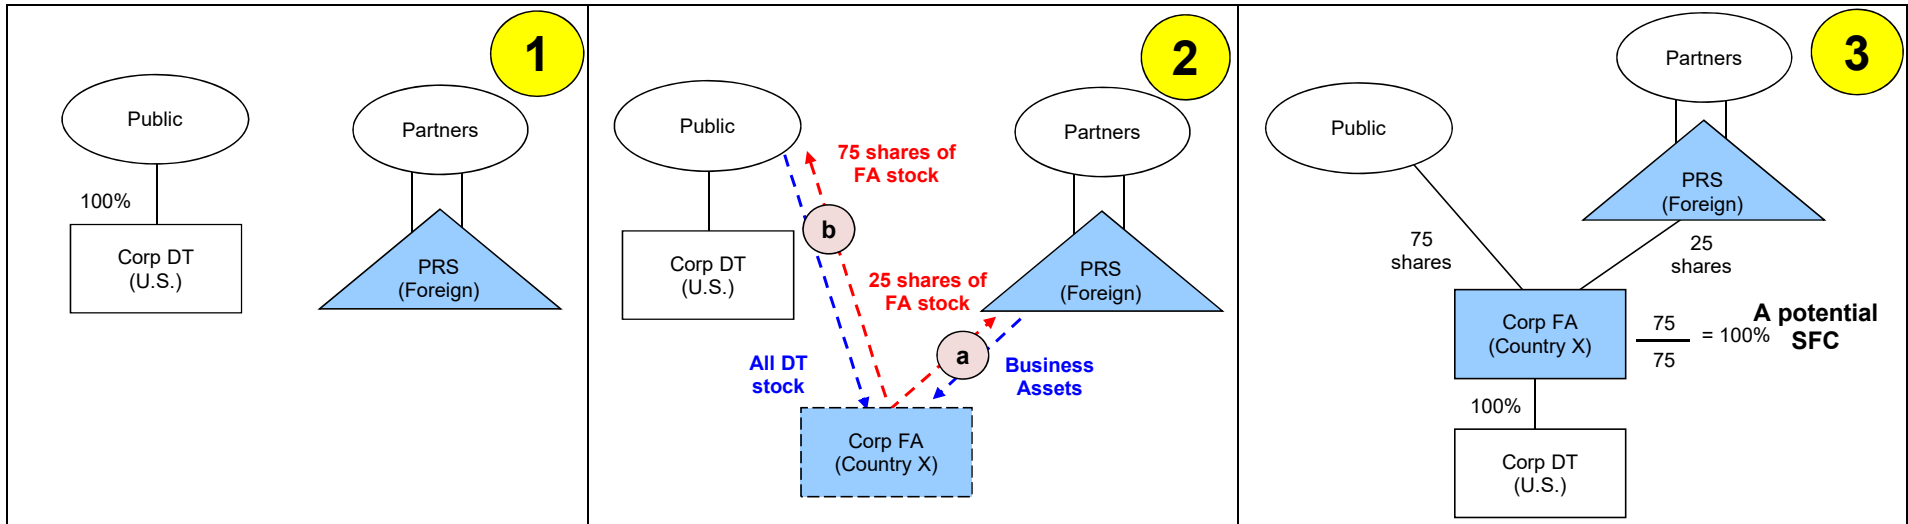 1
Public
Partners
100%
Corp DT
(U.S.)
PRS
(Foreign)
2
Public
Partners
75 shares of
FA stock
b
Corp DT
(U.S.)
25 shares of
FA stock
PRS
(Foreign)
a
All DT
stock
Business
Assets
Corp FA
(Country X)
3
Partners
Public
PRS
(Foreign)
75
shares
25
shares
Corp FA
(Country X)
75
75
= 100%
A potential
SFC
100%
Corp DT
(U.S.)